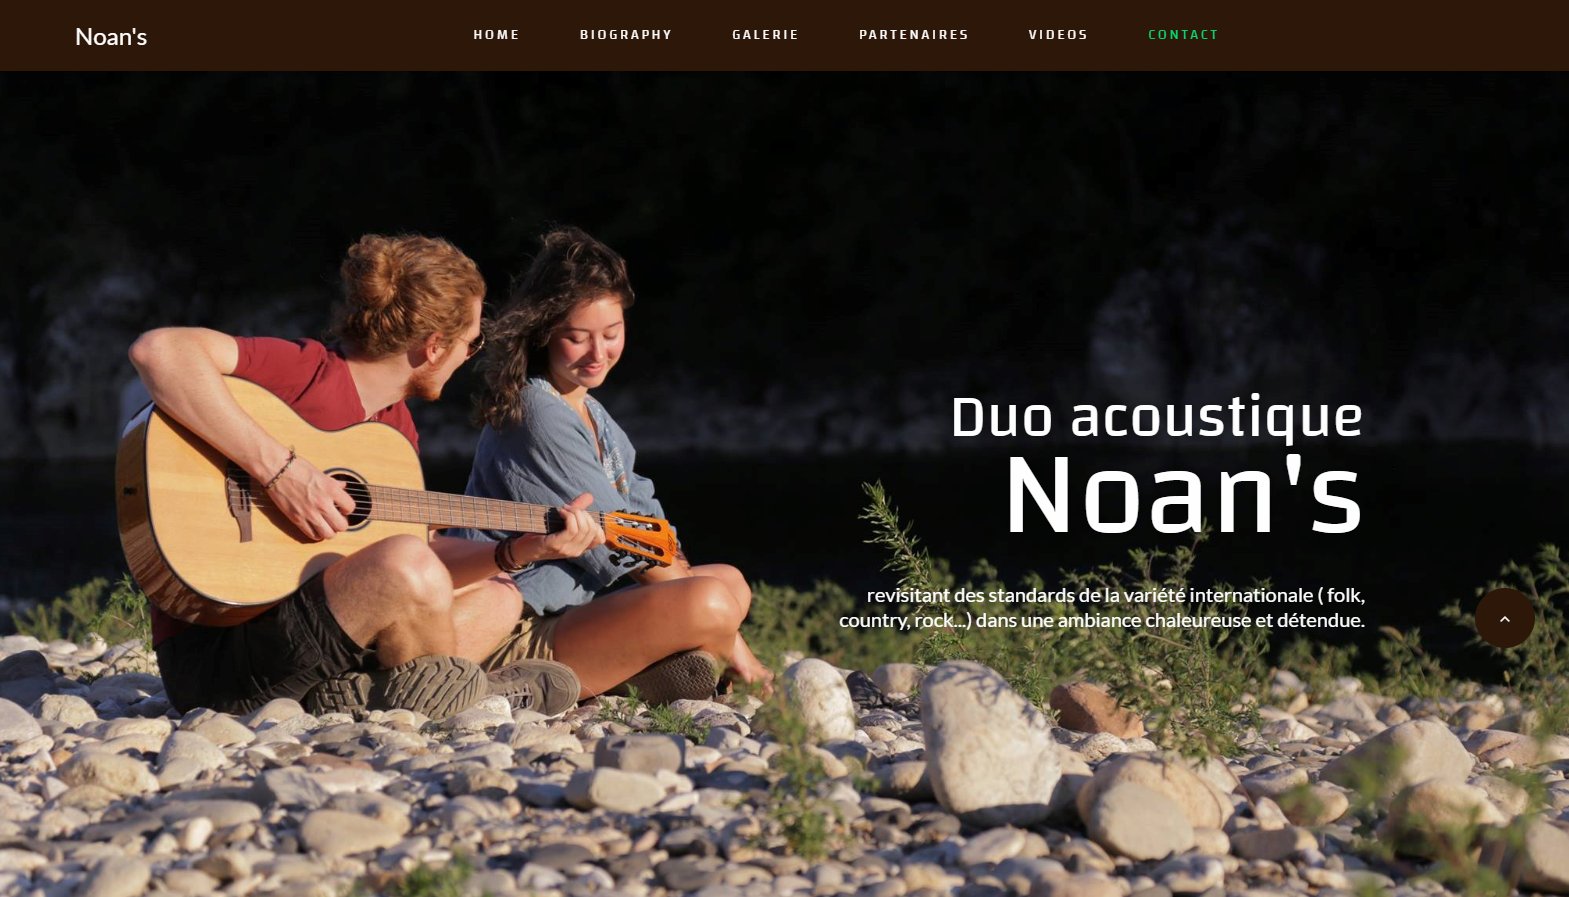 Noan's
HOME BIOGRAPHY GALERIE PARTENAIRES VIDEOS CONTACT
Duo acoustique
Noan's
revisitant des standards de la variété internationale ( folk,
country, rock...) dans une ambiance chaleureuse et détendue.